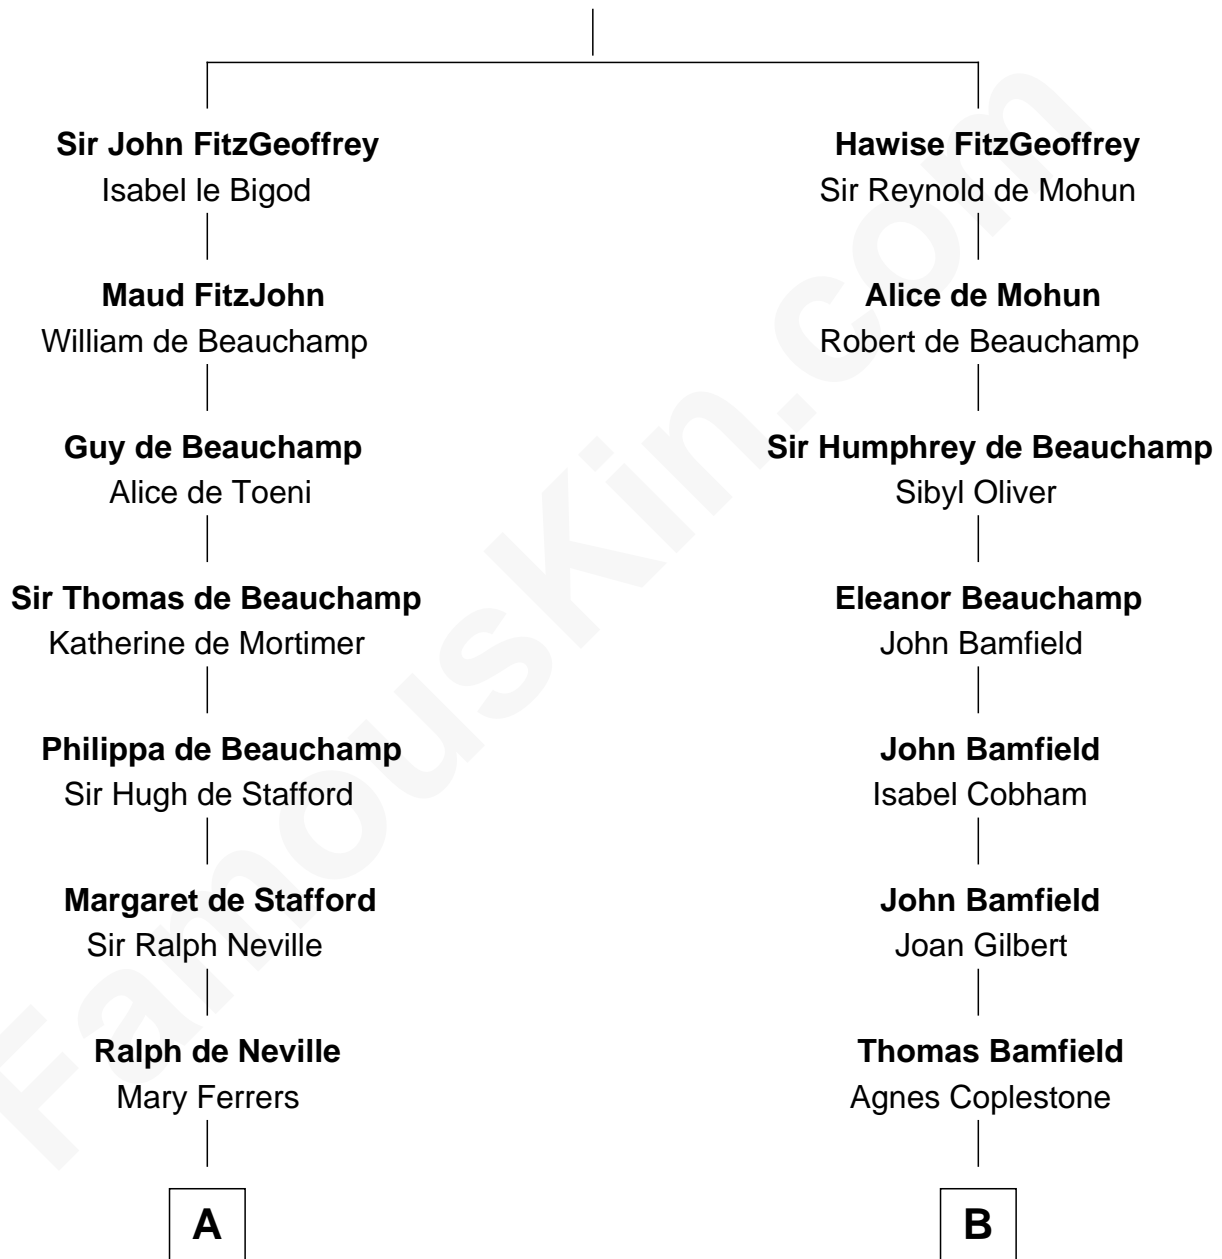 Sir John FitzGeoffrey
Isabel le Bigod
Maud FitzJohn
William de Beauchamp
Guy de Beauchamp
Alice de Toeni
Sir Thomas de Beauchamp
Katherine de Mortimer
Philippa de Beauchamp
Sir Hugh de Stafford
Margaret de Stafford
Sir Ralph Neville
Ralph de Neville
Mary Ferrers
A
Hawise FitzGeoffrey
Sir Reynold de Mohun
Alice de Mohun
Robert de Beauchamp
Sir Humphrey de Beauchamp
Sibyl Oliver
Eleanor Beauchamp
John Bamfield
John Bamfield
Isabel Cobham
John Bamfield
Joan Gilbert
Thomas Bamfield
Agnes Coplestone
B
FamousKin.com